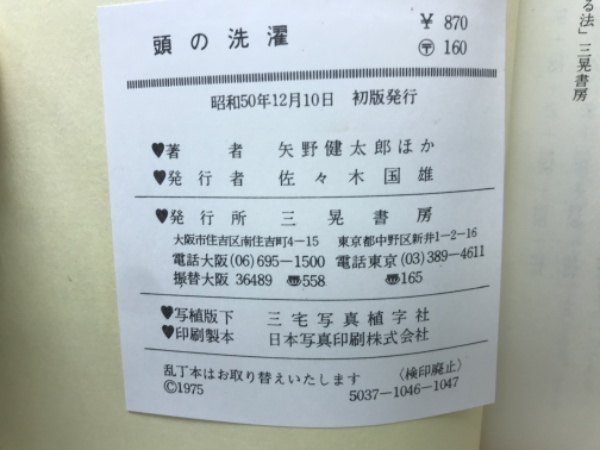 頭の洗濯
¥ 870
〒 160
昭和50年12月10日 初版発行
♥著者 矢野健太郎ほか
♥発行者 佐々木国雄
♥発行所 三晃書房
大阪市住吉区南住吉町4-15 東京都中野区新井1-2-16
電話大阪(06)695-1500 電話東京(03)389-4611
振替大阪 36489 〠558 〠165
♥写植版下 三宅写真植字社
♥印刷製本 日本写真印刷株式会社
乱丁本はお取り替えいたします 〈検印廃止〉
©1975 5037-1046-1047
る法」三晃書房